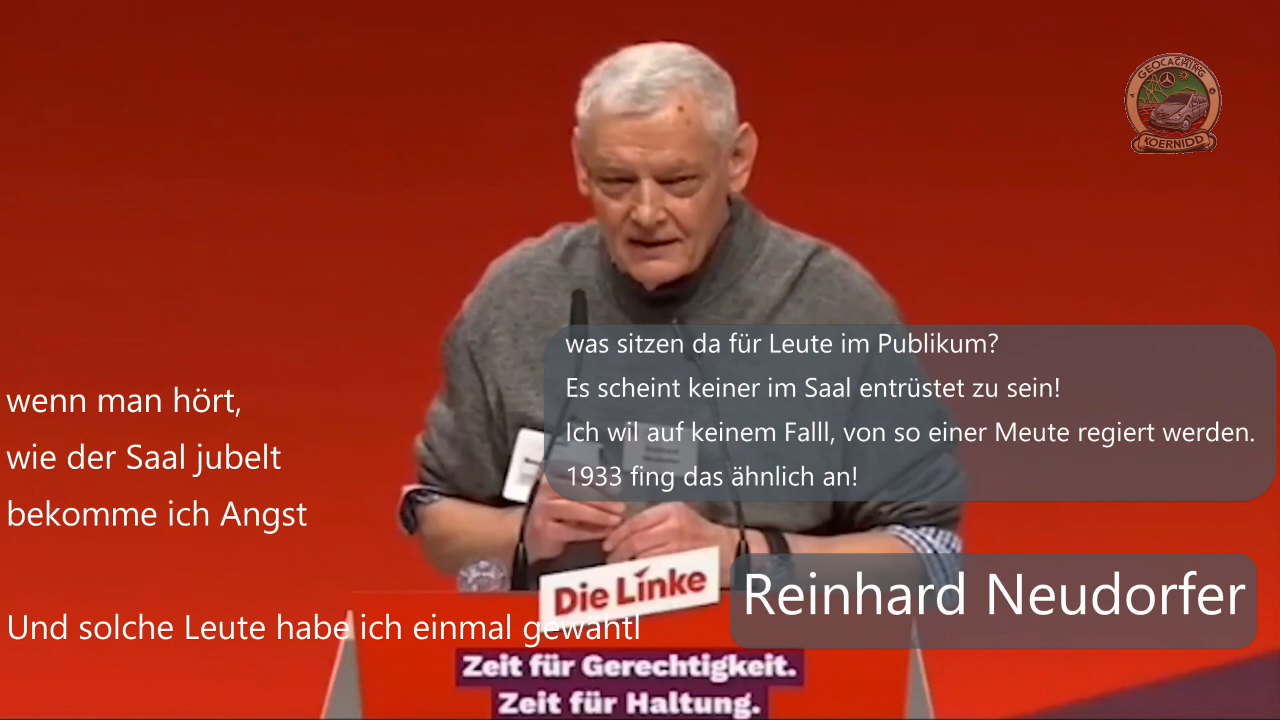 GEOCACHING
KOERNIDD
was sitzen da für Leute im Publikum?
Es scheint keiner im Saal entrüstet zu sein!
Ich wil auf keinem Falll, von so einer Meute regiert werden.
1933 fing das ähnlich an!
wenn man hört,
wie der Saal jubelt
bekomme ich Angst
Und solche Leute habe ich einmal gewähtl
Die Linke
Reinhard Neudorfer
Zeit für Gerechtigkeit.
Zeit für Haltung.